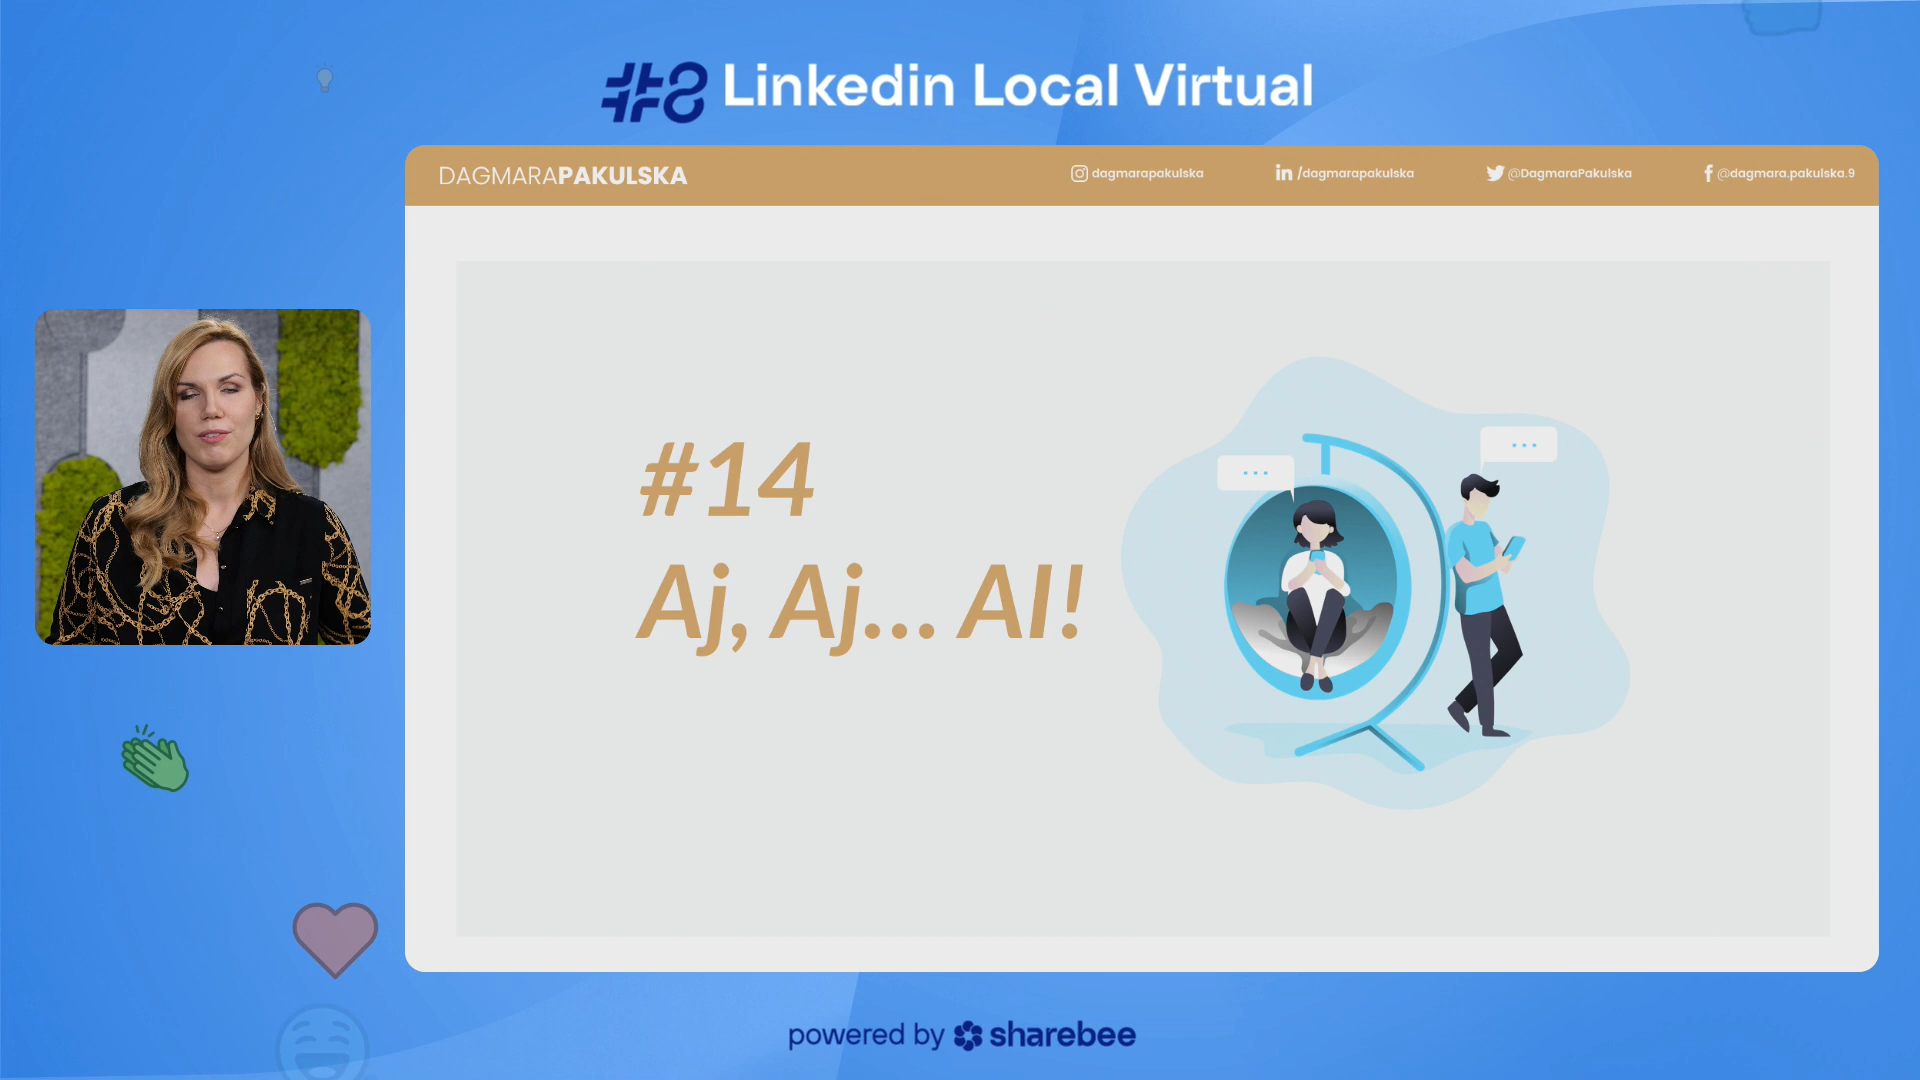 #8 Linkedin Local Virtual
DAGMARAPAKULSKA
dagmarapakulska
in /dagmarapakulska
@DagmaraPakulska
f @dagmara.pakulska.9
#14
Aj, Aj... AI!
powered by sharebee